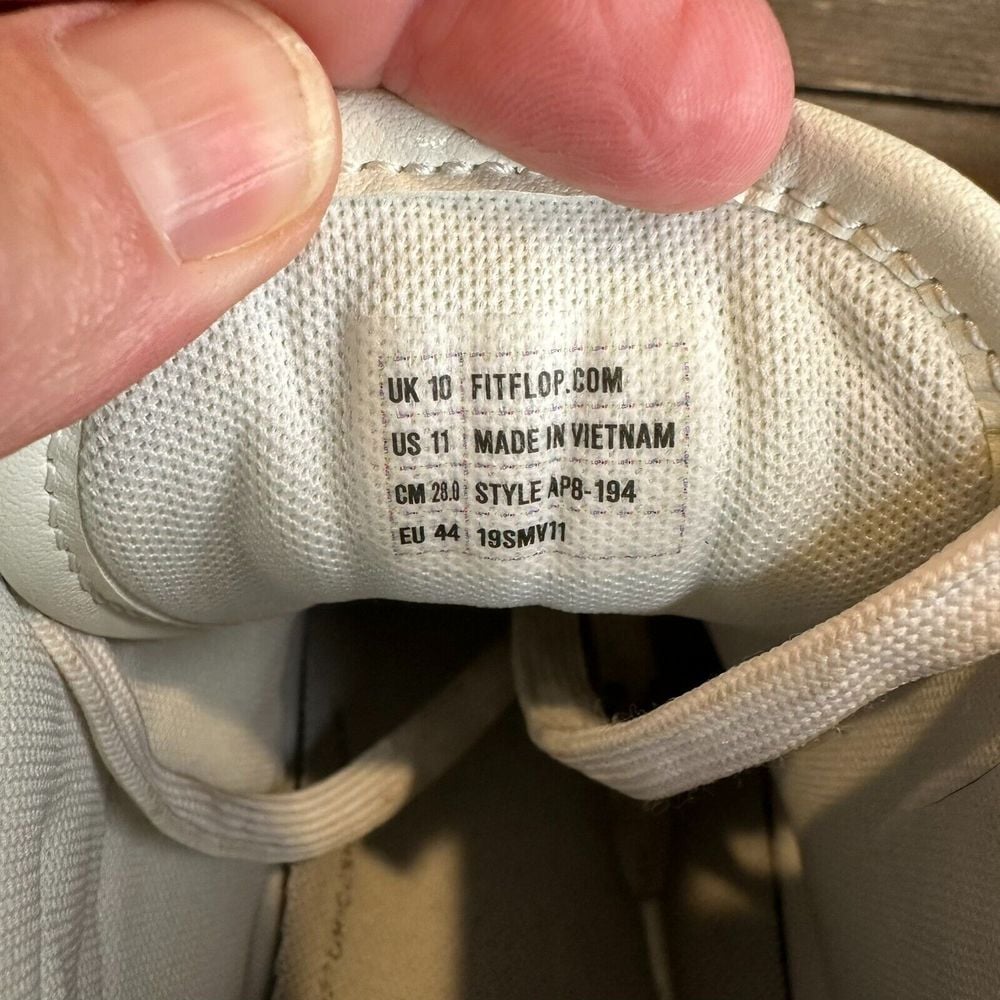 UK 10 FITFLOP.COM
US 11 MADE IN VIETNAM
CM 28.0 STYLE AP8-194
EU 44 19SMV11